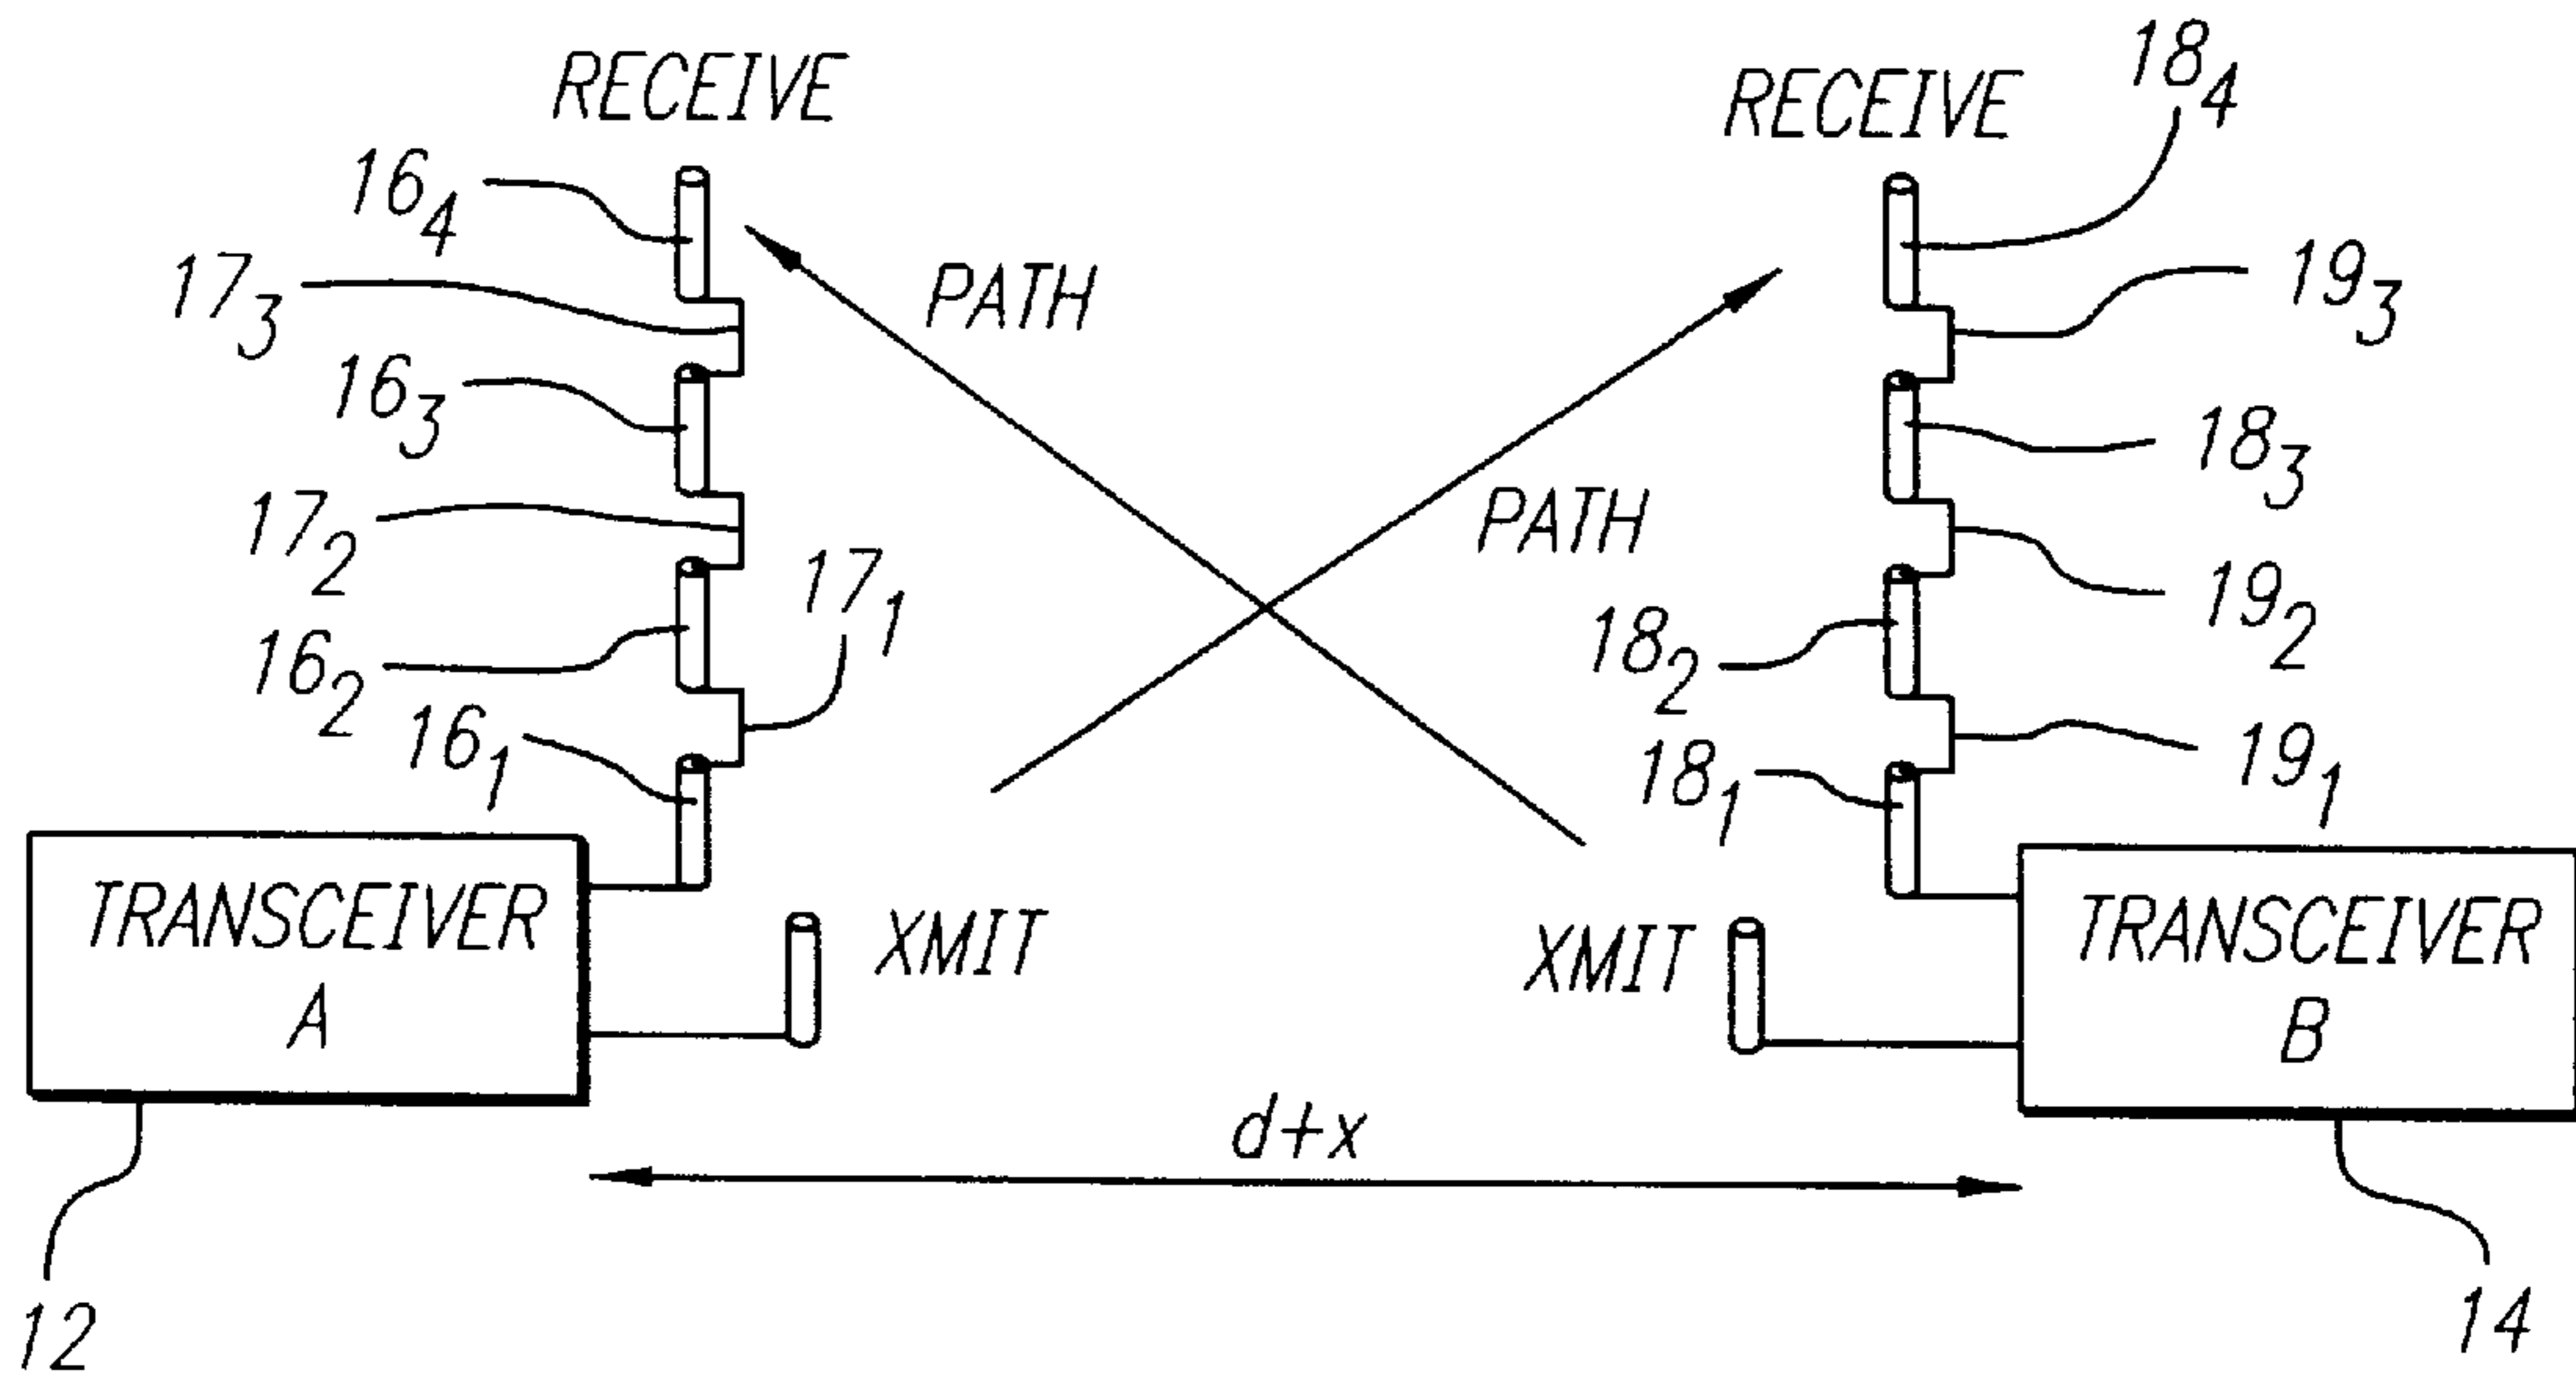 RECEIVE
RECEIVE
18₄
16₄
17₃
PATH
19₃
16₃
18₃
17₂
PATH
17₁
19₂
16₂
18₂
16₁
18₁
19₁
TRANSCEIVER
A
XMIT
XMIT
TRANSCEIVER
B
d+x
12
14